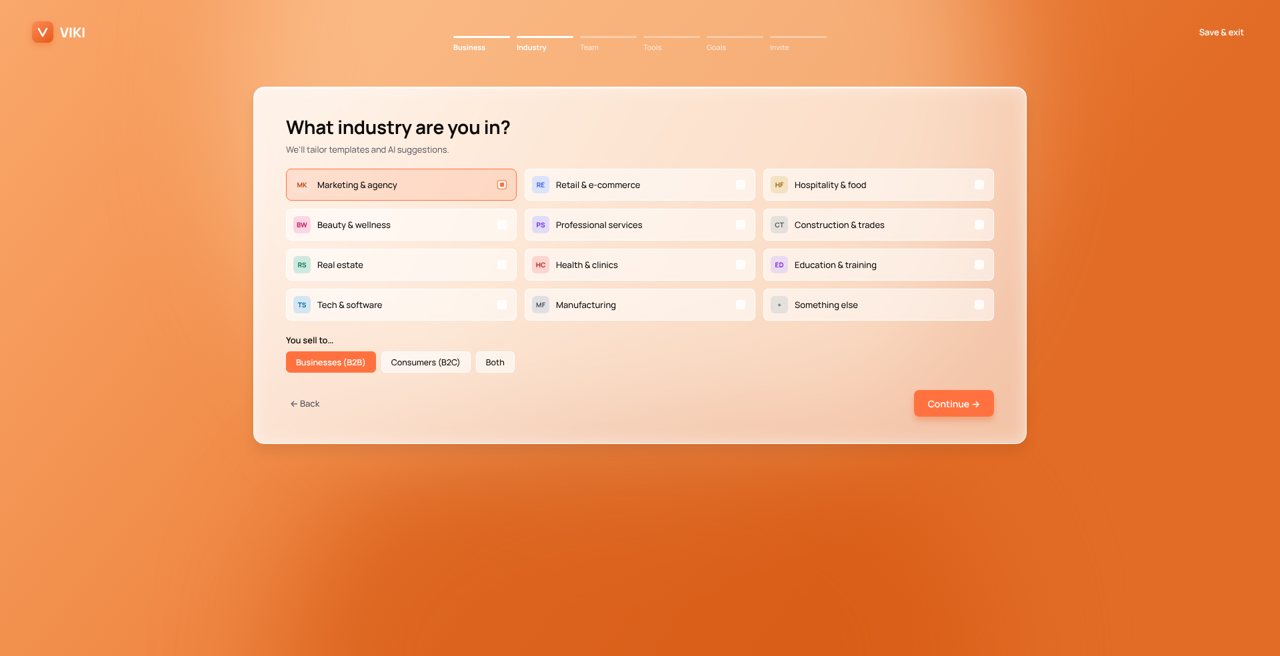 VIKI
Business Industry Team Tools Goals Invite
Save & exit
What industry are you in?
We'll tailor templates and AI suggestions.
MK Marketing & agency
RE Retail & e-commerce
HF Hospitality & food
BW Beauty & wellness
PS Professional services
CT Construction & trades
RS Real estate
HC Health & clinics
ED Education & training
TS Tech & software
MF Manufacturing
Something else
You sell to...
Businesses (B2B) Consumers (B2C) Both
← Back
Continue →